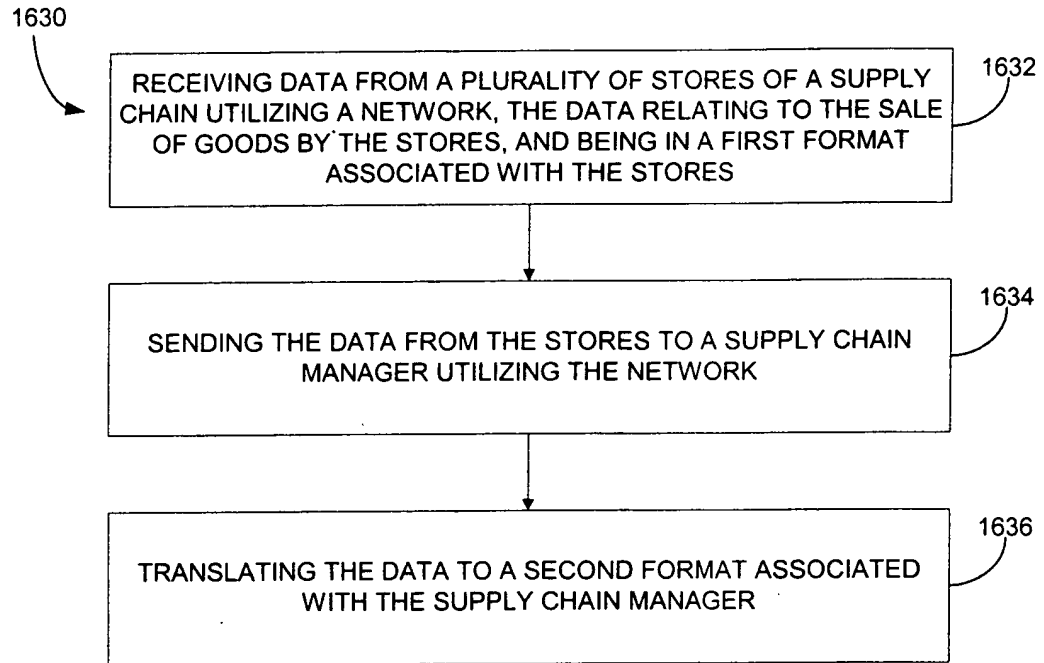 1630
RECEIVING DATA FROM A PLURALITY OF STORES OF A SUPPLY
CHAIN UTILIZING A NETWORK, THE DATA RELATING TO THE SALE
OF GOODS BY THE STORES, AND BEING IN A FIRST FORMAT
ASSOCIATED WITH THE STORES
1632
SENDING THE DATA FROM THE STORES TO A SUPPLY CHAIN
MANAGER UTILIZING THE NETWORK
1634
TRANSLATING THE DATA TO A SECOND FORMAT ASSOCIATED
WITH THE SUPPLY CHAIN MANAGER
1636